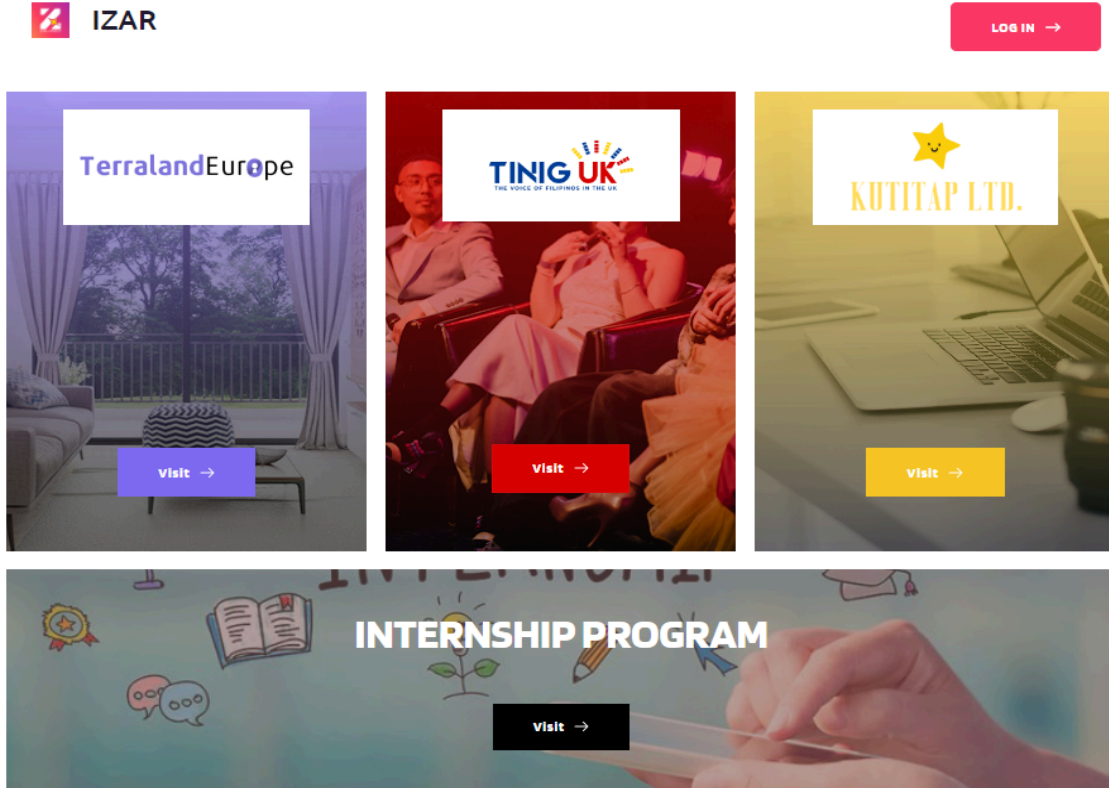 IZAR
LOG IN →
TerralandEurope
TINIG UK
THE VOICE OF FILIPINOS IN THE UK
KUTITAP LTD.
Visit →
Visit →
Visit →
INTERNSHIP
INTERNSHIP PROGRAM
Visit →